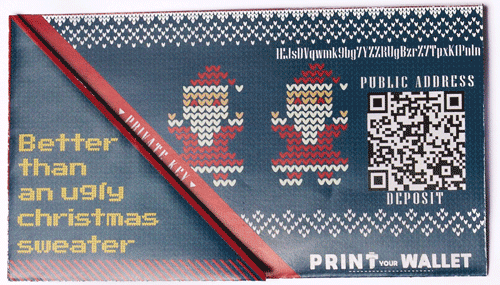 PUBLIC ADDRESS
▼ PRIVATE KEY ▼
Better
than
an ugly
christmas
sweater
DEPOSIT
PRINT YOUR WALLET